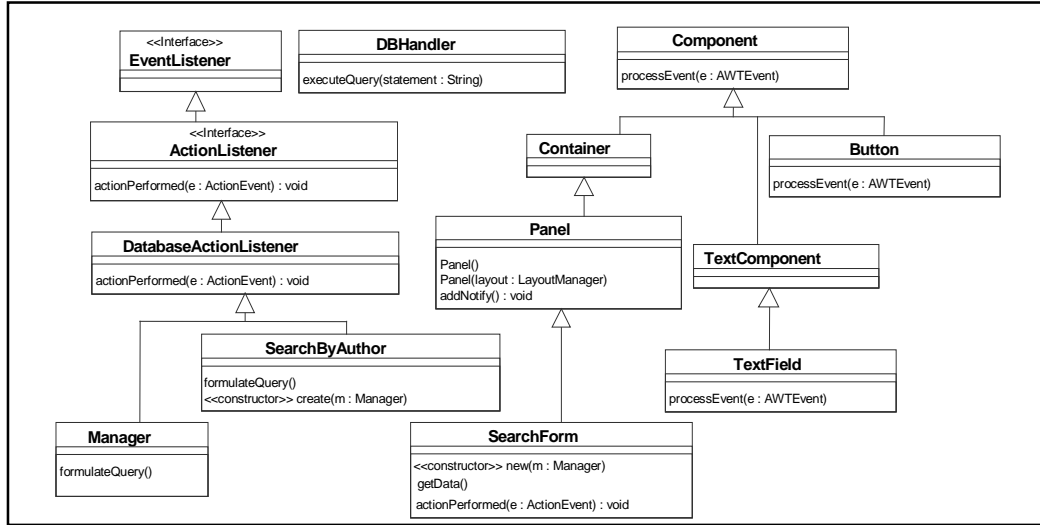 <<Interface>>
EventListener
DBHandler
executeQuery(statement : String)
Component
processEvent(e : AWTEvent)
<<Interface>>
ActionListener
actionPerformed(e : ActionEvent) : void
Container
Button
processEvent(e : AWTEvent)
DatabaseActionListener
actionPerformed(e : ActionEvent) : void
Panel
Panel()
Panel(layout : LayoutManager)
addNotify() : void
TextComponent
SearchByAuthor
formulateQuery()
<<constructor>> create(m : Manager)
TextField
processEvent(e : AWTEvent)
Manager
formulateQuery()
SearchForm
<<constructor>> new(m : Manager)
getData()
actionPerformed(e : ActionEvent) : void